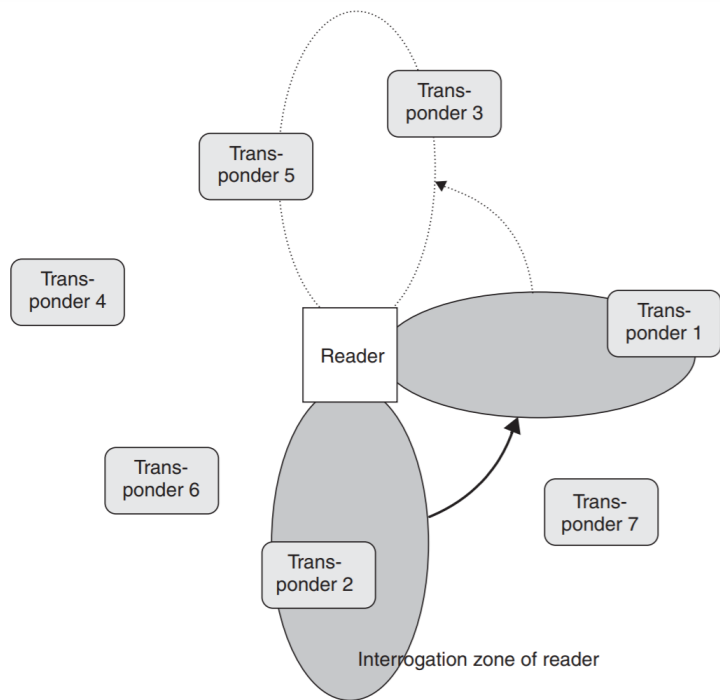 Trans-
ponder 3
Trans-
ponder 5
Trans-
ponder 4
Trans-
ponder 1
Reader
Trans-
ponder 6
Trans-
ponder 7
Trans-
ponder 2
Interrogation zone of reader